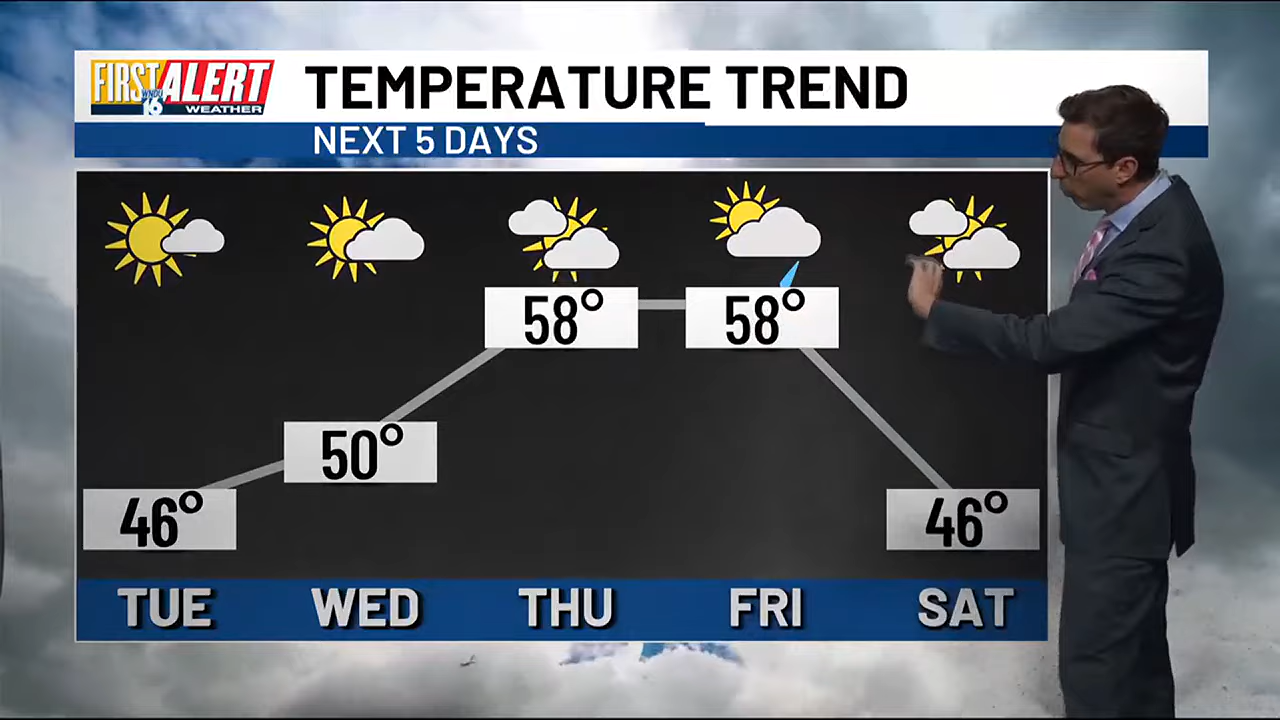 FIRST ALERT
WNDU
16
WEATHER
TEMPERATURE TREND
NEXT 5 DAYS
58° 58°
50°
46° 46°
TUE WED THU FRI SAT